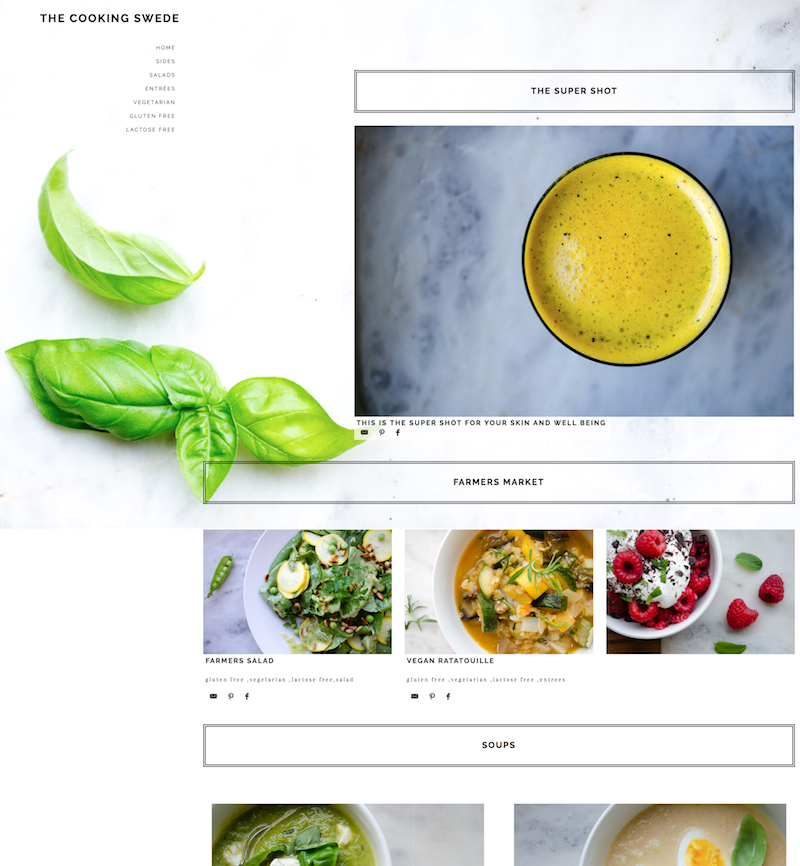 THE COOKING SWEDE
HOME
SIDES
SALADS
ENTRÉES
VEGETARIAN
GLUTEN FREE
LACTOSE FREE
THE SUPER SHOT
THIS IS THE SUPER SHOT FOR YOUR SKIN AND WELL BEING
FARMERS MARKET
FARMERS SALAD
gluten free ,vegetarian ,lactose free,salad
VEGAN RATATOUILLE
gluten free ,vegetarian ,lactose free ,entrees
SOUPS